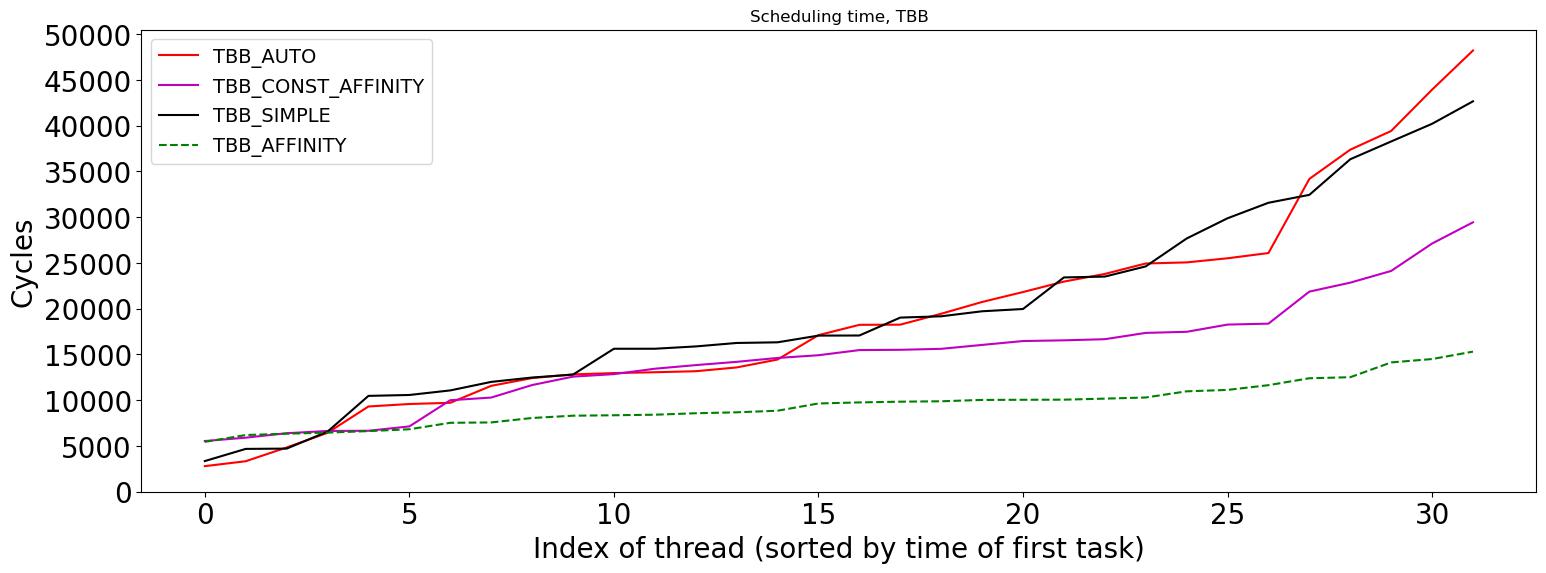 Scheduling time, TBB
50000
45000
40000
35000
30000
25000
20000
15000
10000
5000
0
Cycles
TBB_AUTO
TBB_CONST_AFFINITY
TBB_SIMPLE
TBB_AFFINITY
0 5 10 15 20 25 30
Index of thread (sorted by time of first task)